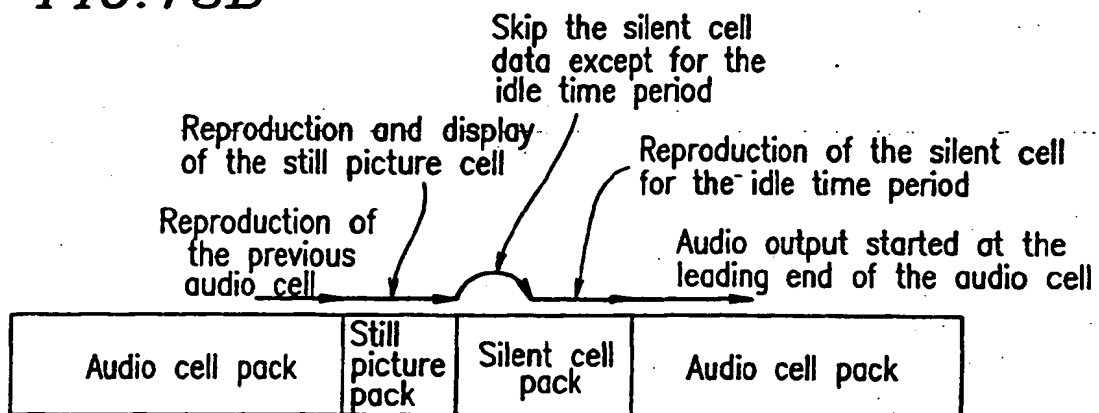 Skip the silent cell
data except for the
idle time period
Reproduction and display
of the still picture cell
Reproduction of the silent cell
for the idle time period
Reproduction of
the previous
audio cell
Audio output started at the
leading end of the audio cell
Audio cell pack
Still
picture
pack
Silent cell
pack
Audio cell pack